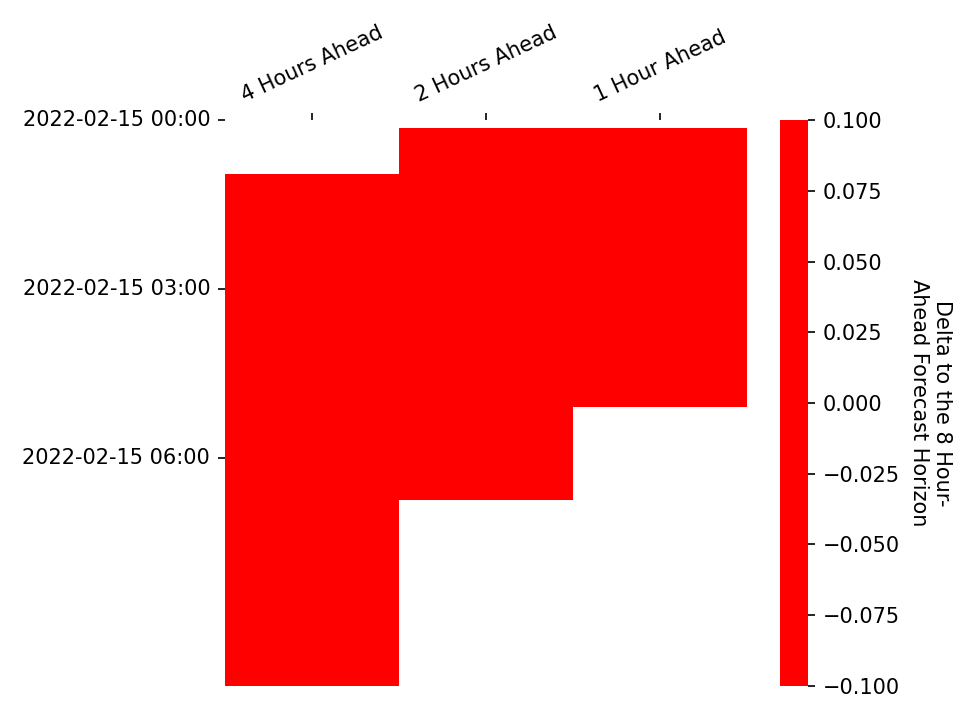 4 Hours Ahead
2 Hours Ahead
1 Hour Ahead
2022-02-15 00:00
2022-02-15 03:00
2022-02-15 06:00
0.100
0.075
0.050
0.025
0.000
−0.025
−0.050
−0.075
−0.100
Delta to the 8 Hour-
Ahead Forecast Horizon